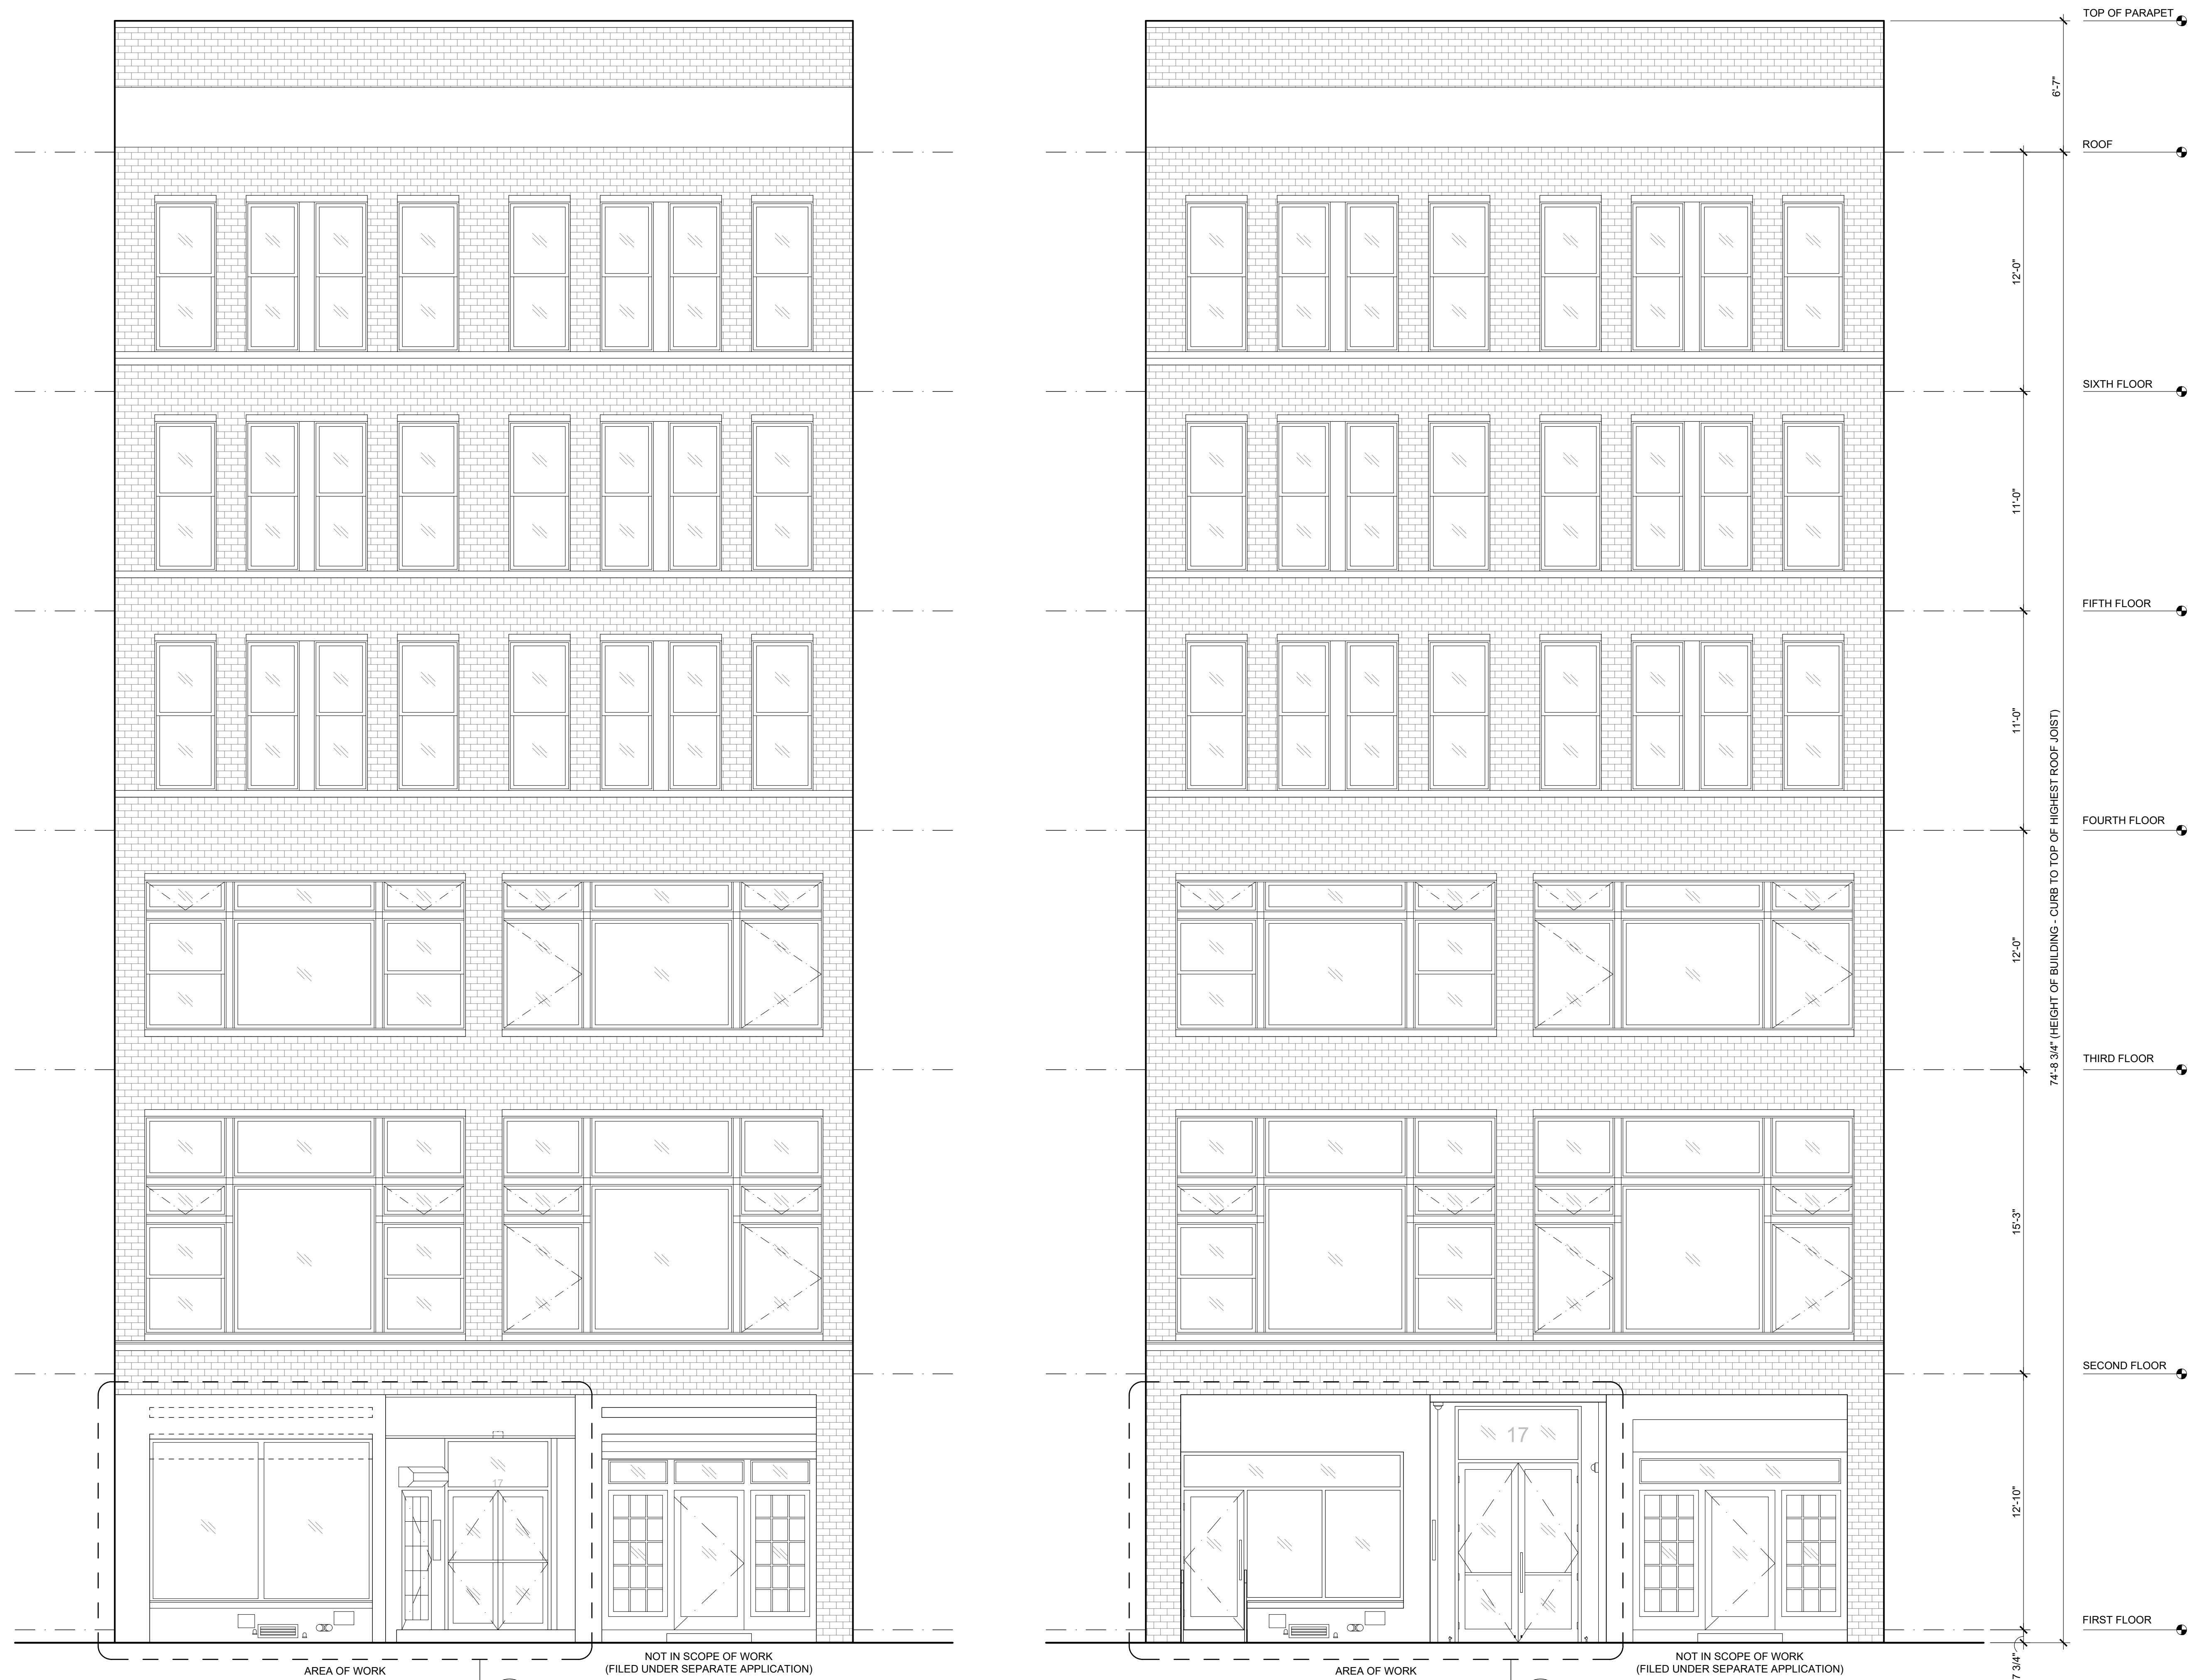 TOP OF PARAPET
6'-7"
ROOF
12'-0"
SIXTH FLOOR
11'-0"
FIFTH FLOOR
11'-0"
74'-8 3/4" (HEIGHT OF BUILDING - CURB TO TOP OF HIGHEST ROOF JOIST)
FOURTH FLOOR
12'-0"
THIRD FLOOR
15'-3"
SECOND FLOOR
17
17
12'-10"
FIRST FLOOR
7 3/4"
AREA OF WORK
NOT IN SCOPE OF WORK
(FILED UNDER SEPARATE APPLICATION)
AREA OF WORK
NOT IN SCOPE OF WORK
(FILED UNDER SEPARATE APPLICATION)